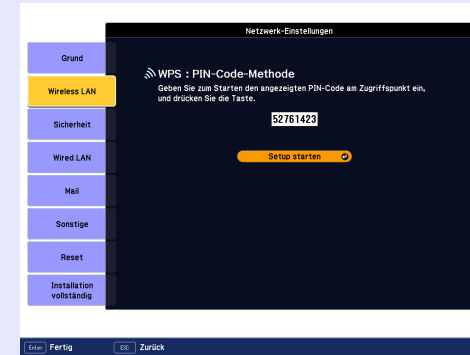 Netzwerk-Einstellungen
Grund
Wireless LAN
Sicherheit
Wired LAN
Mail
Sonstige
Reset
Installation
vollständig
WPS : PIN-Code-Methode
Geben Sie zum Starten den angezeigten PIN-Code am Zugriffspunkt ein,
und drücken Sie die Taste.
52761423
Setup starten
Enter Fertig
ESC Zurück